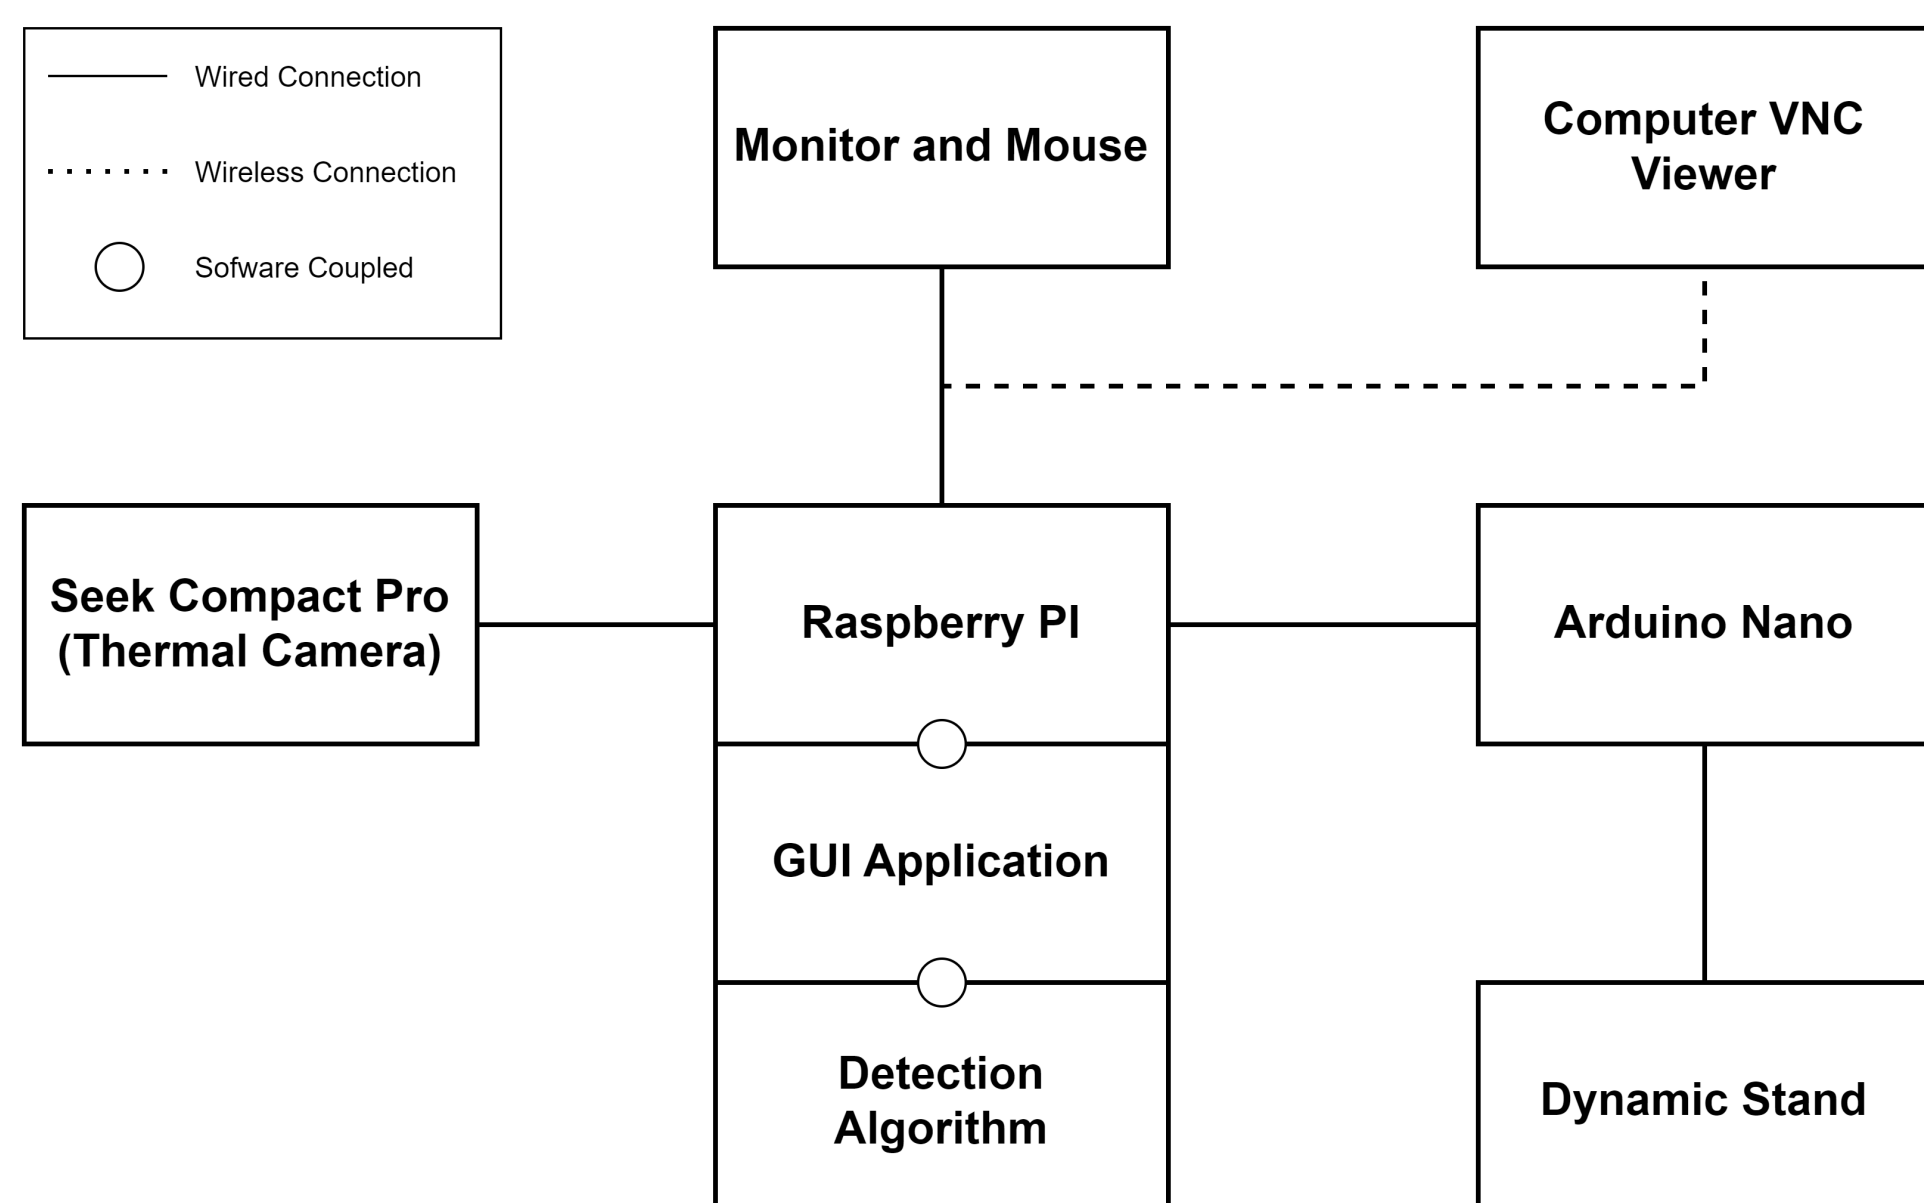 Wired Connection
Wireless Connection
Sofware Coupled
Monitor and Mouse
Computer VNC
Viewer
Seek Compact Pro
(Thermal Camera)
Raspberry PI
Arduino Nano
GUI Application
Detection
Algorithm
Dynamic Stand